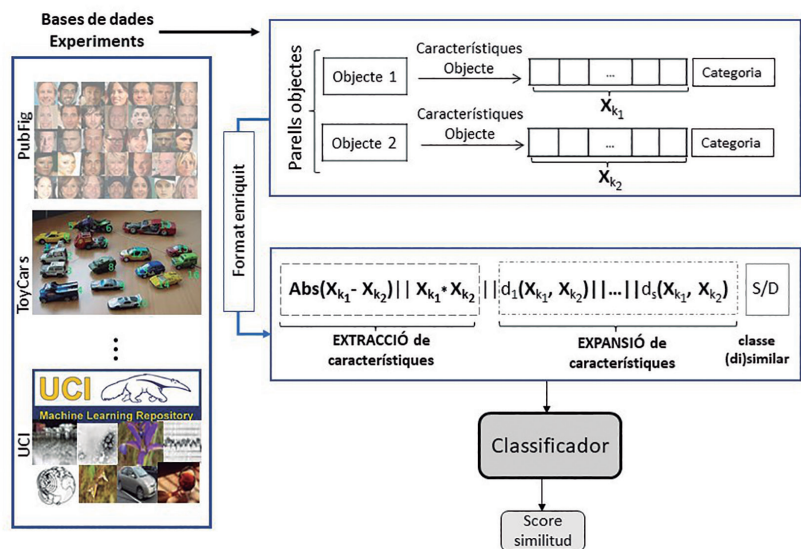 Bases de dades
Experiments
PubFig
ToyCars
UCI
UCI
Machine Learning Repository
Format enriquit
Parells objectes
Objecte 1
Característiques
Objecte
...
Categoria
X k1
Objecte 2
Característiques
Objecte
...
Categoria
X k2
Abs(Xk1- Xk2)|| Xk1* Xk2 ||d1(Xk1, Xk2)||...||ds(Xk1, Xk2)
S/D
EXTRACCIÓ de
característiques
EXPANSIÓ de
característiques
classe
(di)similar
Classificador
Score
similitud